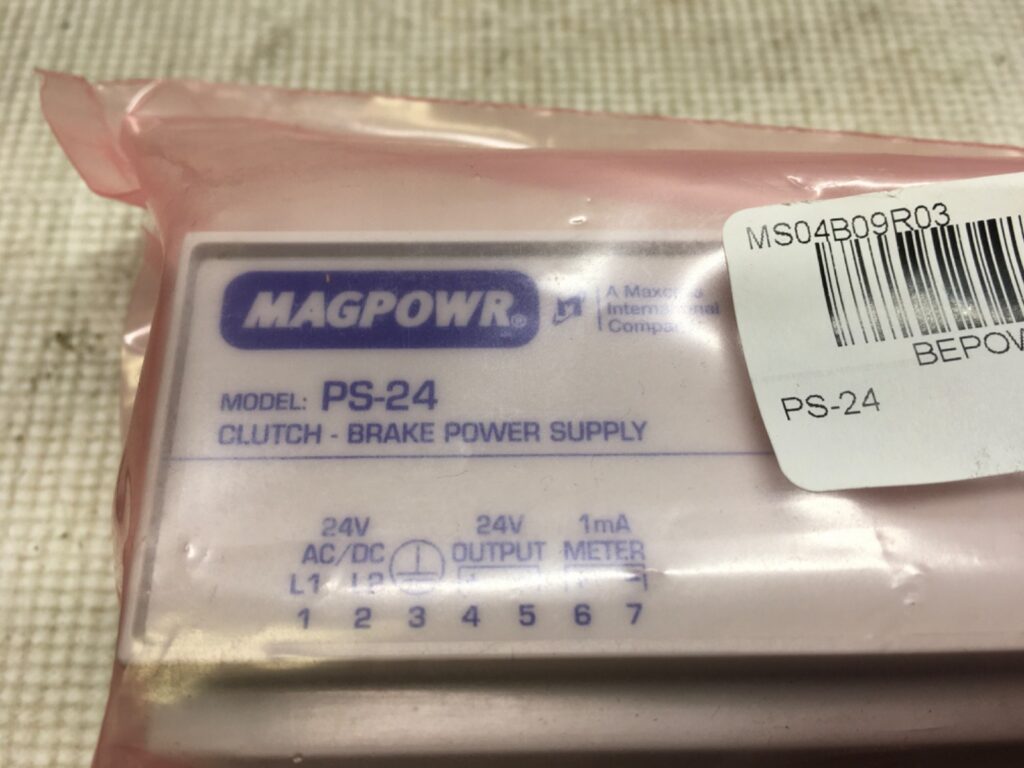 MAGPOWR®
A Maxcess
International
Company
MODEL: PS-24
CLUTCH - BRAKE POWER SUPPLY
24V
AC/DC
24V
OUTPUT
1mA
METER
L1 L2
+ -
1 2 3 4 5 6 7
MS04B09R03
PS-24